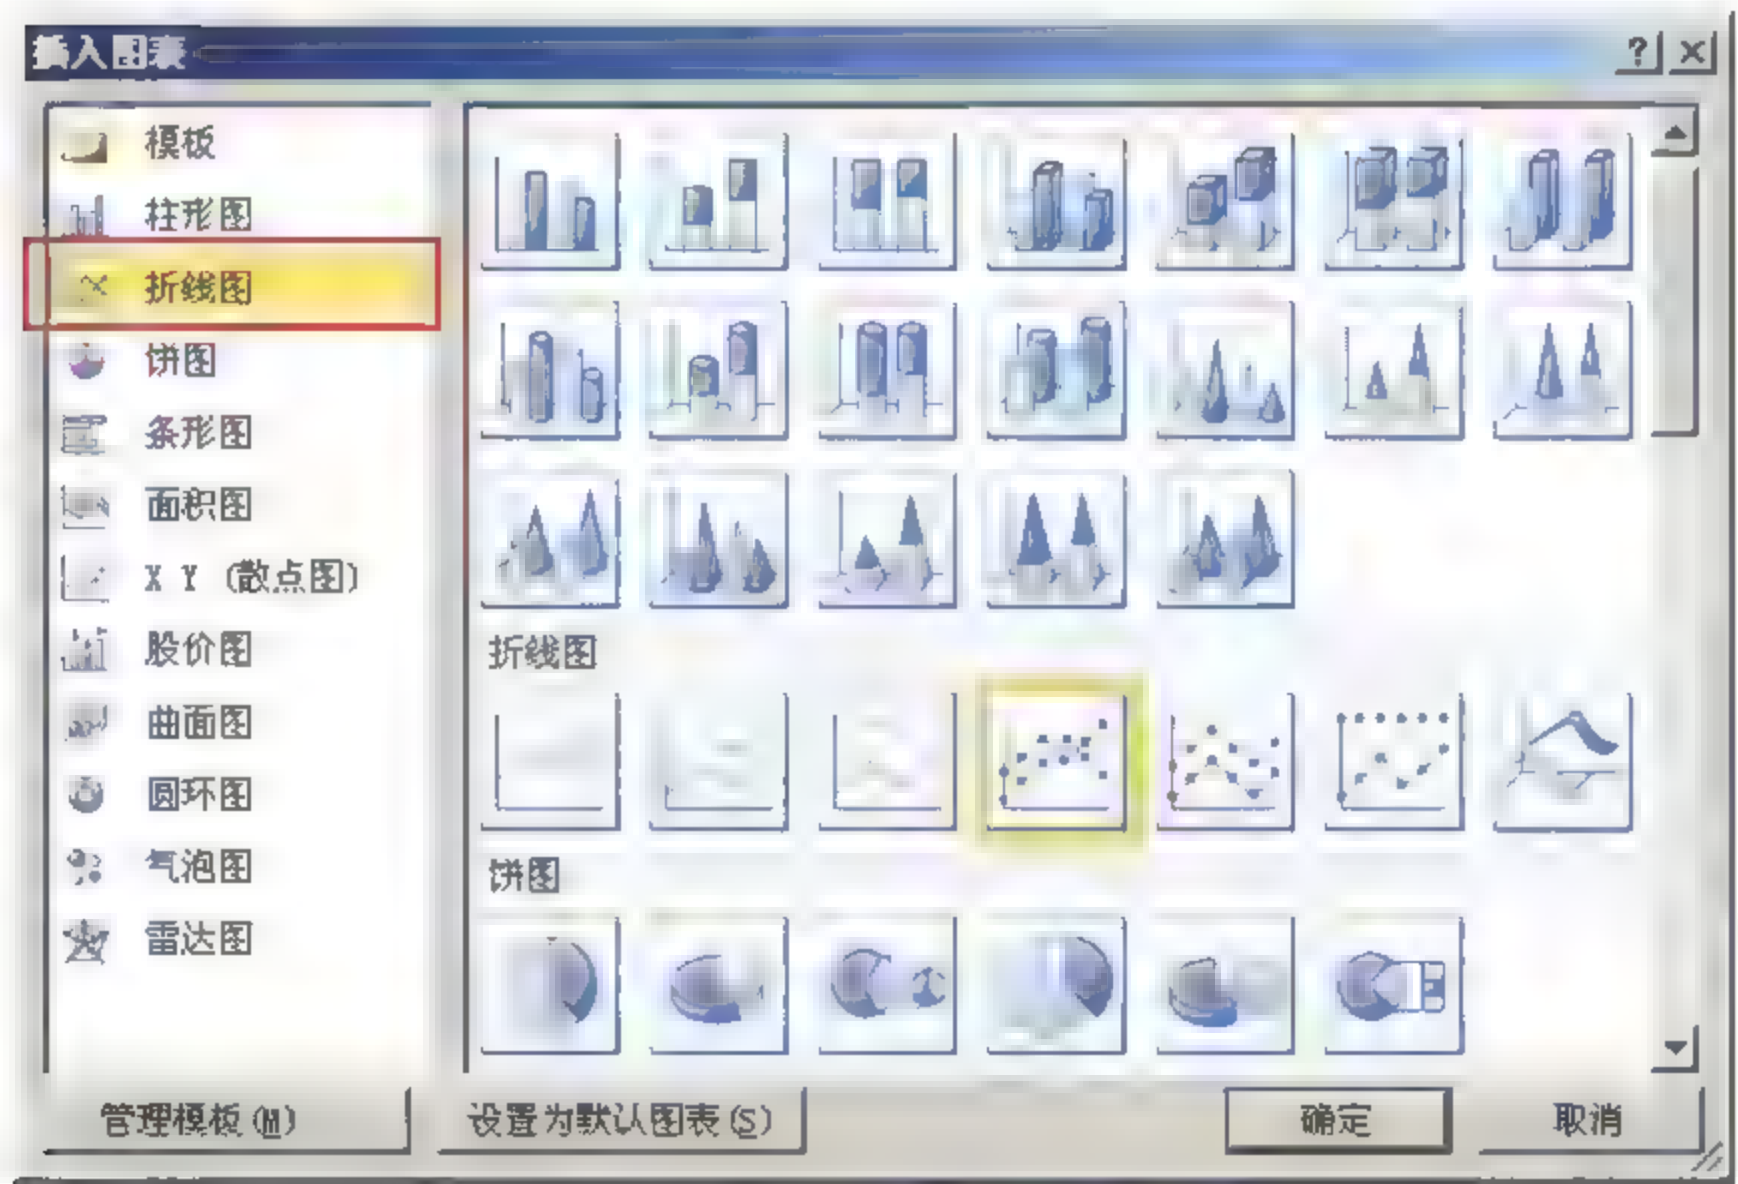 插入图表
模板
柱形图
折线图
饼图
条形图
面积图
X Y (散点图)
股价图
曲面图
圆环图
气泡图
雷达图
折线图
饼图
管理模板(M)
设置为默认图表(S)
确定
取消